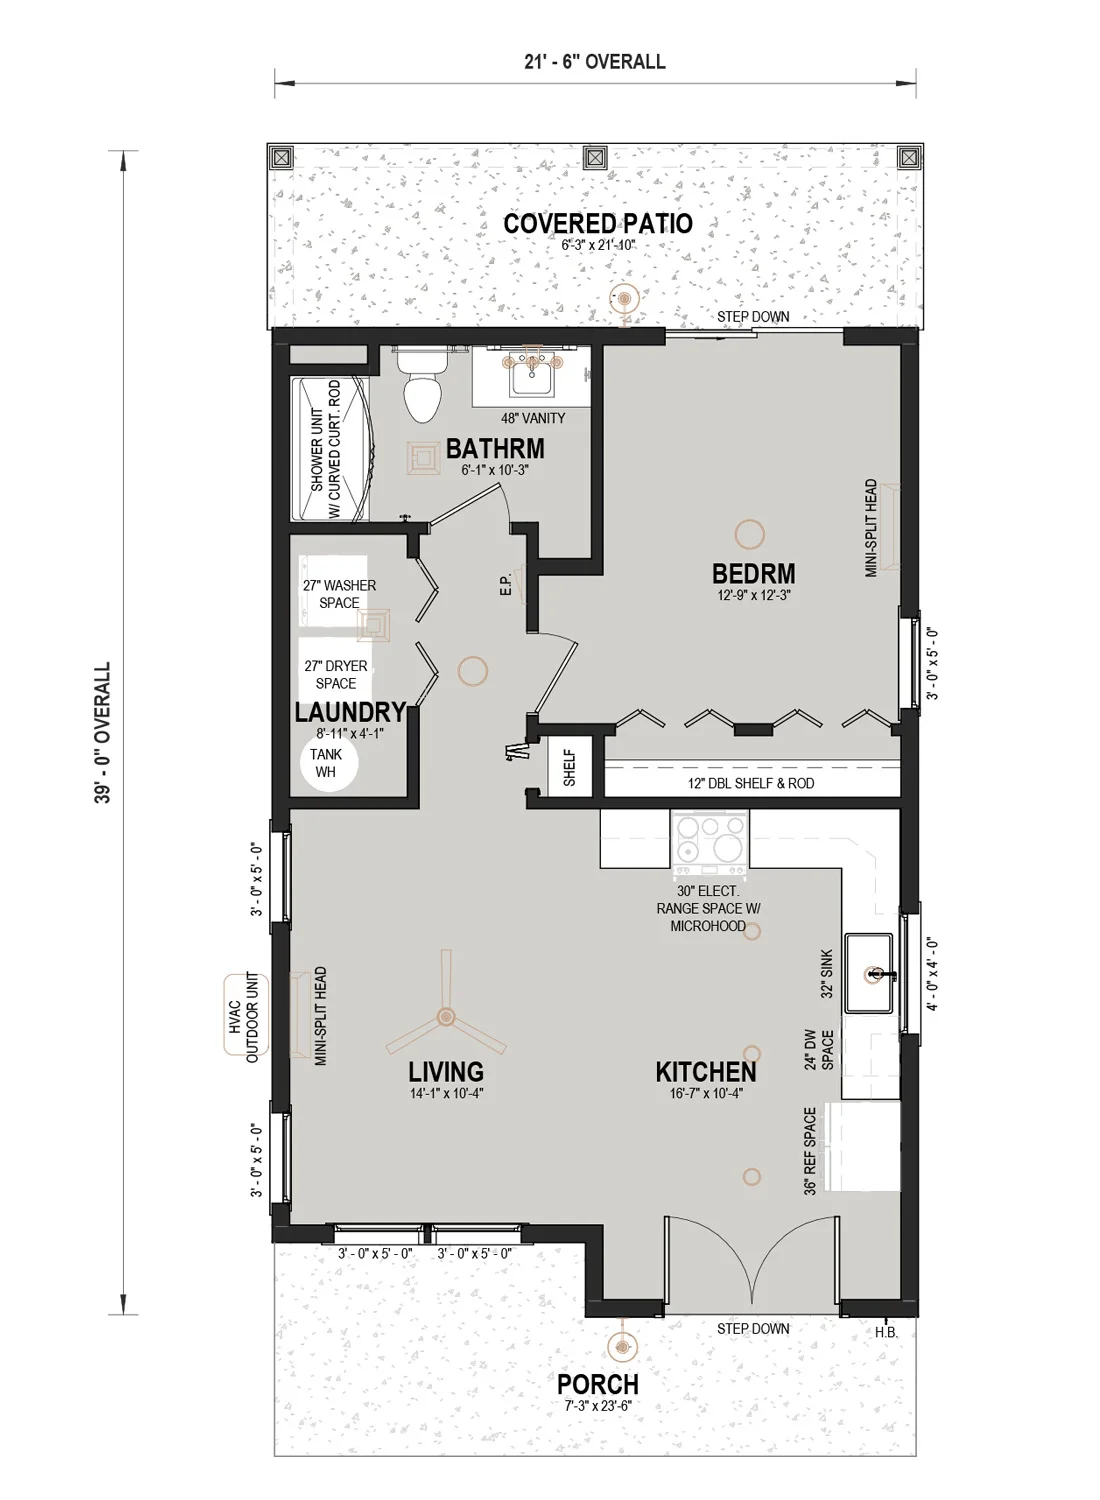 21' - 6" OVERALL
COVERED PATIO
6'-3" x 21'-10"
STEP DOWN
SHOWER UNIT
W/ CURVED CURT. ROD
48" VANITY
BATHRM
6'-1" x 10'-3"
MINI-SPLIT HEAD
BEDRM
12'-9" x 12'-3"
E.P.
27" WASHER
SPACE
27" DRYER
SPACE
LAUNDRY
8'-11" x 4'-1"
TANK
WH
3' - 0" x 5' - 0"
39' - 0" OVERALL
SHELF
12" DBL SHELF & ROD
3' - 0" x 5' - 0"
30" ELECT.
RANGE SPACE W/
MICROHOOD
32" SINK
4' - 0" x 4' - 0"
HVAC
OUTDOOR UNIT
MINI-SPLIT HEAD
24" DW
SPACE
LIVING
14'-1" x 10'-4"
KITCHEN
16'-7" x 10'-4"
36" REF SPACE
3' - 0" x 5' - 0"
3' - 0" x 5' - 0"
3' - 0" x 5' - 0"
STEP DOWN
H.B.
PORCH
7'-3" x 23'-6"